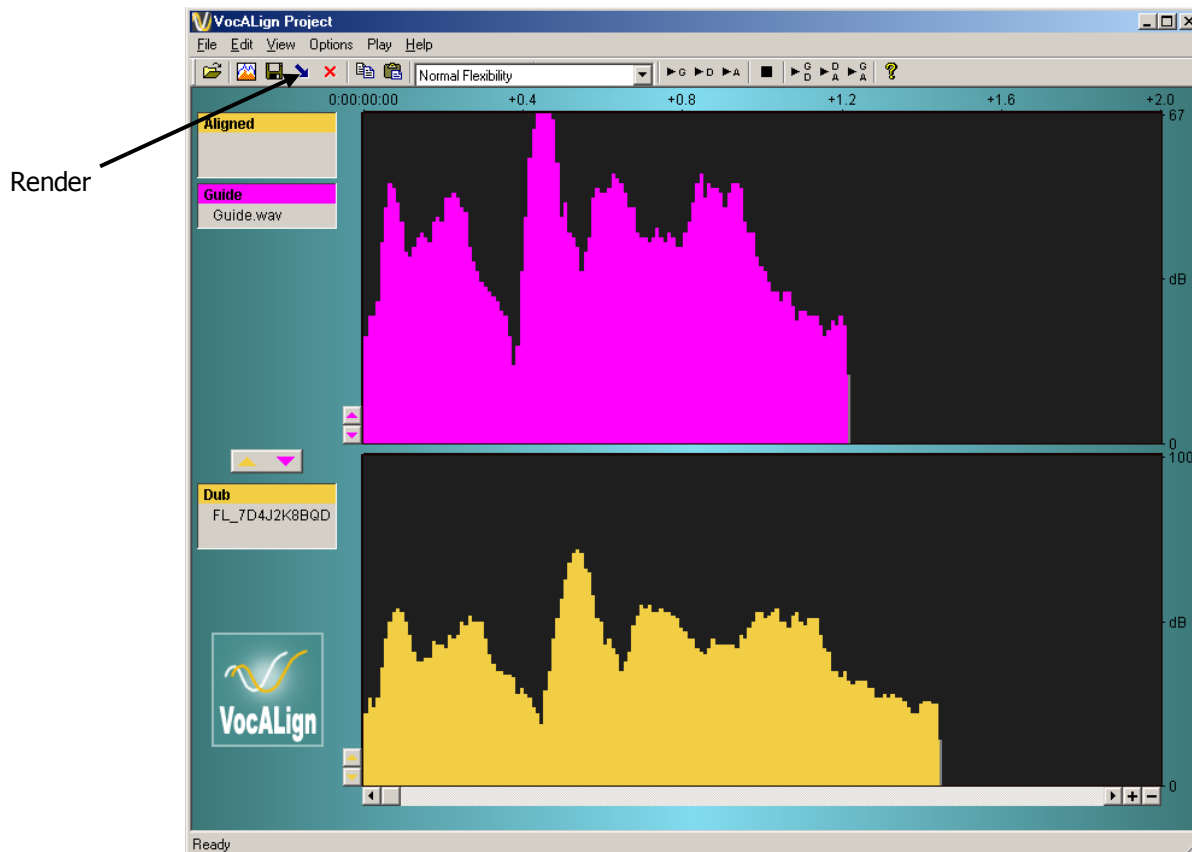 VocALign Project
File Edit View Options Play Help
Normal Flexibility G D A G D D A G A
0:00:00:00 +0.4 +0.8 +1.2 +1.6 +2.0
Aligned
67
Render
Guide
Guide.wav
dB
0
100
Dub
FL_7D4J2K8BQD
dB
VocALign
0
Ready